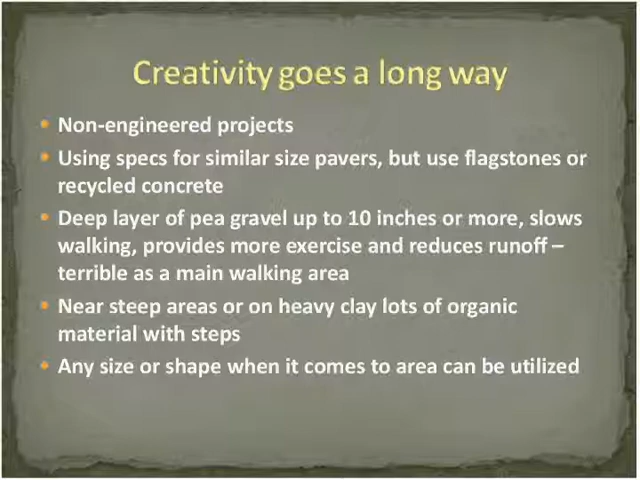 Creativity goes a long way
• Non-engineered projects
• Using specs for similar size pavers, but use flagstones or
recycled concrete
• Deep layer of pea gravel up to 10 inches or more, slows
walking, provides more exercise and reduces runoff –
terrible as a main walking area
• Near steep areas or on heavy clay lots of organic
material with steps
• Any size or shape when it comes to area can be utilized